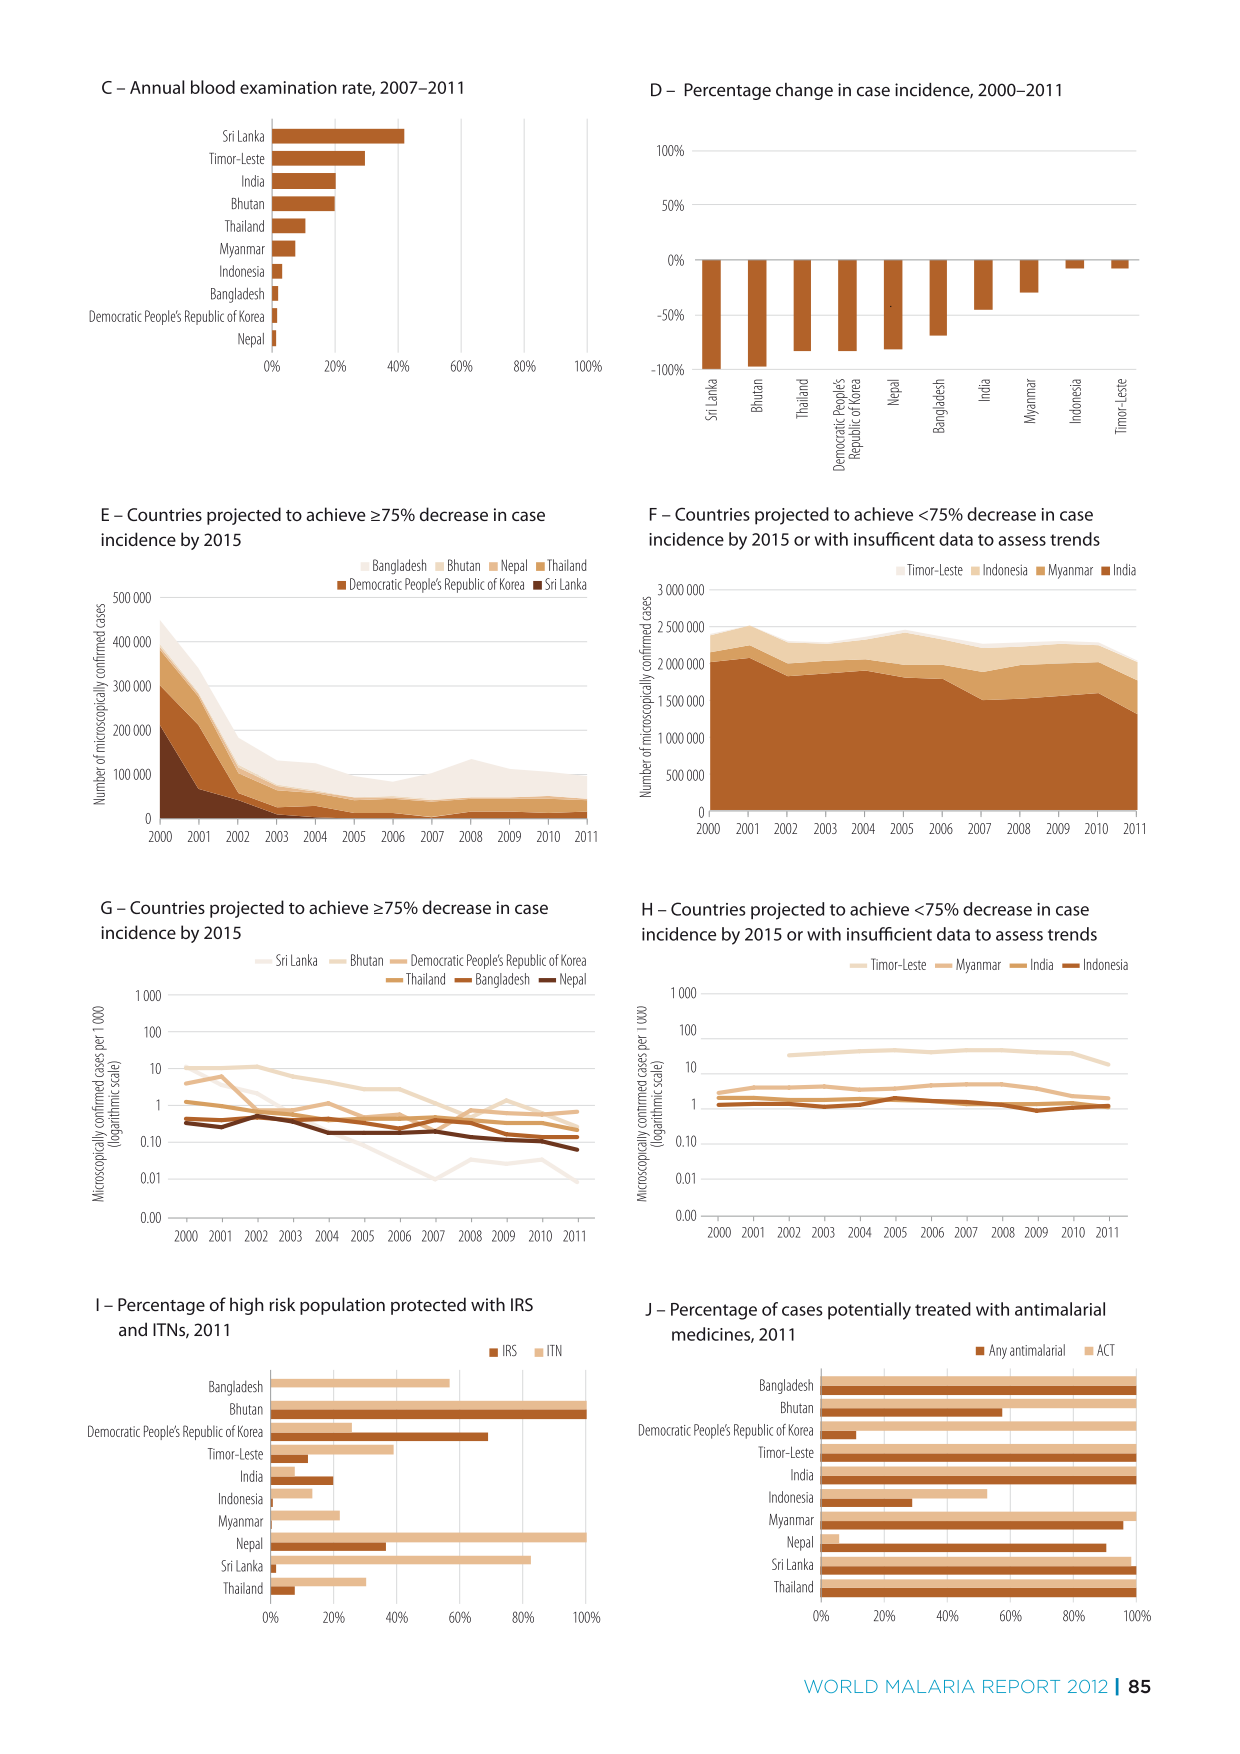 C – Annual blood examination rate, 2007–2011
Sri Lanka
Timor-Leste
India
Bhutan
Thailand
Myanmar
Indonesia
Bangladesh
Democratic People's Republic of Korea
Nepal
0% 20% 40% 60% 80% 100%
D – Percentage change in case incidence, 2000–2011
100%
50%
0%
-50%
-100%
Sri Lanka
Bhutan
Thailand
Democratic People's
Republic of Korea
Nepal
Bangladesh
India
Myanmar
Indonesia
Timor-Leste
E – Countries projected to achieve ≥75% decrease in case
incidence by 2015
Bangladesh Bhutan Nepal Thailand
Democratic People's Republic of Korea Sri Lanka
Number of microscopically confirmed cases
500 000
400 000
300 000
200 000
100 000
0
2000 2001 2002 2003 2004 2005 2006 2007 2008 2009 2010 2011
F – Countries projected to achieve <75% decrease in case
incidence by 2015 or with insufficent data to assess trends
Timor-Leste Indonesia Myanmar India
Number of microscopically confirmed cases
3 000 000
2 500 000
2 000 000
1 500 000
1 000 000
500 000
0
2000 2001 2002 2003 2004 2005 2006 2007 2008 2009 2010 2011
G – Countries projected to achieve ≥75% decrease in case
incidence by 2015
Sri Lanka Bhutan Democratic People's Republic of Korea
Thailand Bangladesh Nepal
Microscopically confirmed cases per 1 000
(logarithmic scale)
1 000
100
10
1
0.10
0.01
0.00
2000 2001 2002 2003 2004 2005 2006 2007 2008 2009 2010 2011
H – Countries projected to achieve <75% decrease in case
incidence by 2015 or with insufficient data to assess trends
Timor-Leste Myanmar India Indonesia
Microscopically confirmed cases per 1 000
(logarithmic scale)
1 000
100
10
1
0.10
0.01
0.00
2000 2001 2002 2003 2004 2005 2006 2007 2008 2009 2010 2011
I – Percentage of high risk population protected with IRS
and ITNs, 2011
IRS ITN
Bangladesh
Bhutan
Democratic People's Republic of Korea
Timor-Leste
India
Indonesia
Myanmar
Nepal
Sri Lanka
Thailand
0% 20% 40% 60% 80% 100%
J – Percentage of cases potentially treated with antimalarial
medicines, 2011
Any antimalarial ACT
Bangladesh
Bhutan
Democratic People's Republic of Korea
Timor-Leste
India
Indonesia
Myanmar
Nepal
Sri Lanka
Thailand
0% 20% 40% 60% 80% 100%
WORLD MALARIA REPORT 2012 | 85